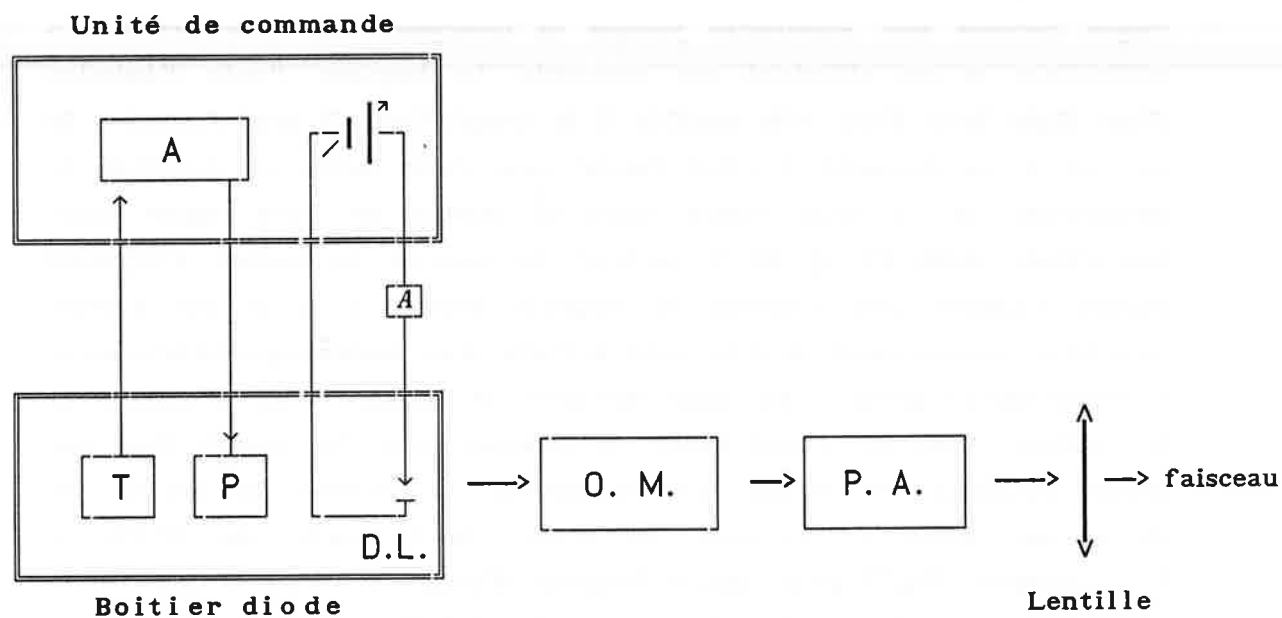 Unité de commande
A
A
T
P
D.L.
O. M.
P. A.
faisceau
Boitier diode
Lentille